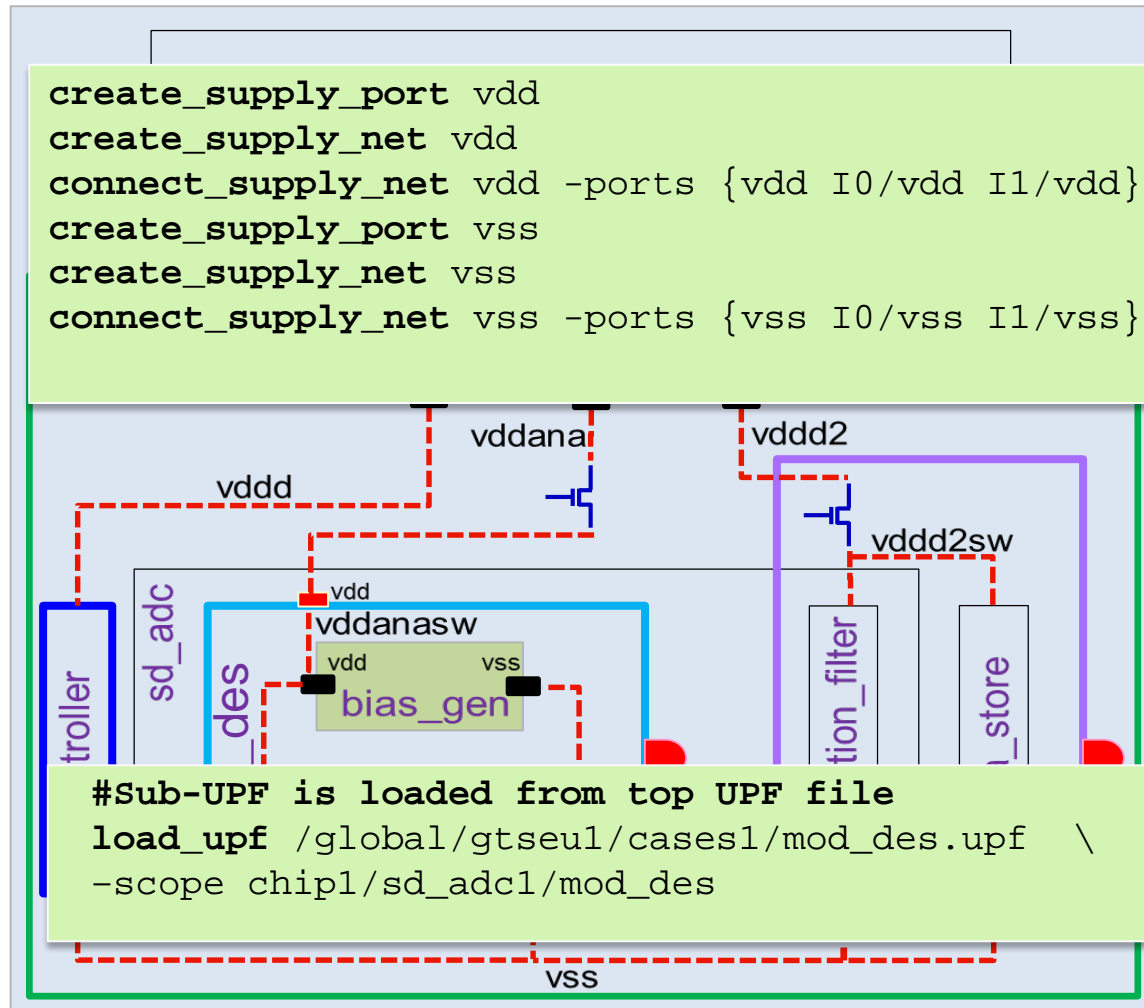 create_supply_port vdd
create_supply_net vdd
connect_supply_net vdd -ports {vdd I0/vdd I1/vdd}
create_supply_port vss
create_supply_net vss
connect_supply_net vss -ports {vss I0/vss I1/vss}
vddana
vddd2
vddd
vddd2sw
sd_adc
vdd
vddanasw
vdd
vss
bias_gen
_des
troller
tion_filter
_store
#Sub-UPF is loaded from top UPF file
load_upf /global/gtseu1/cases1/mod_des.upf \
–scope chip1/sd_adc1/mod_des
vss